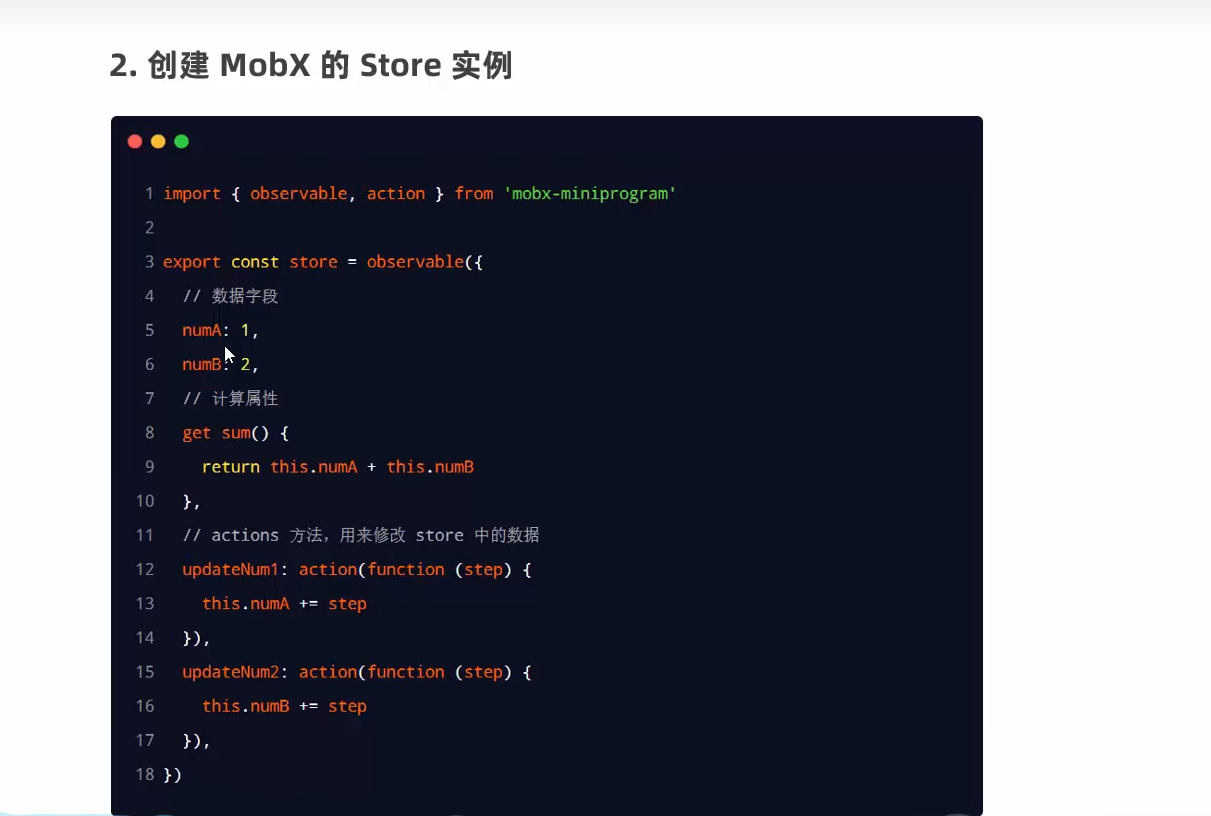 2. 创建 MobX 的 Store 实例
1 import { observable, action } from 'mobx-miniprogram'
2
3 export const store = observable({
4 // 数据字段
5 numA: 1,
6 numB: 2,
7 // 计算属性
8 get sum() {
9 return this.numA + this.numB
10 },
11 // actions 方法，用来修改 store 中的数据
12 updateNum1: action(function (step) {
13 this.numA += step
14 }),
15 updateNum2: action(function (step) {
16 this.numB += step
17 }),
18 })